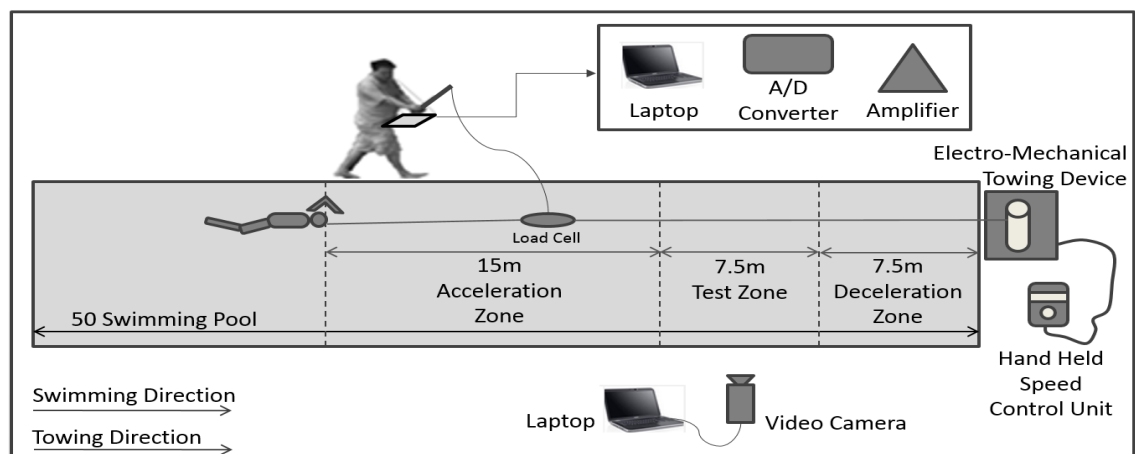 Laptop
A/D
Converter
Amplifier
Electro-Mechanical
Towing Device
Load Cell
15m
Acceleration
Zone
7.5m
Test Zone
7.5m
Deceleration
Zone
50 Swimming Pool
Hand Held
Speed
Control Unit
Swimming Direction
Towing Direction
Laptop
Video Camera